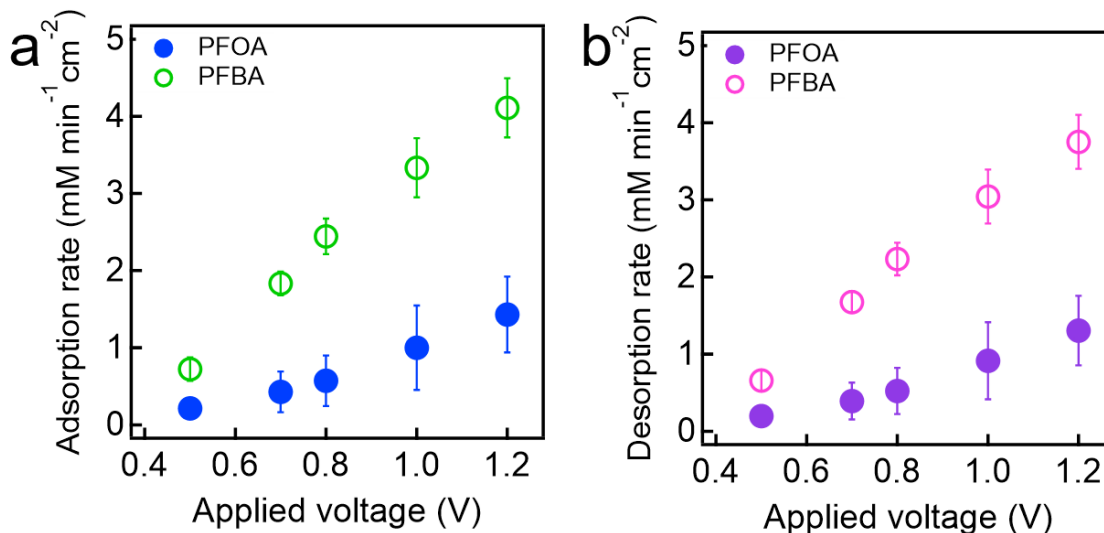 a
PFOA
PFBA
Adsorption rate (mM min-1 cm-2)
5
4
3
2
1
0
0.4
0.6
0.8
1.0
1.2
Applied voltage (V)
b
PFOA
PFBA
Desorption rate (mM min-1 cm-2)
5
4
3
2
1
0
0.4
0.6
0.8
1.0
1.2
Applied voltage (V)